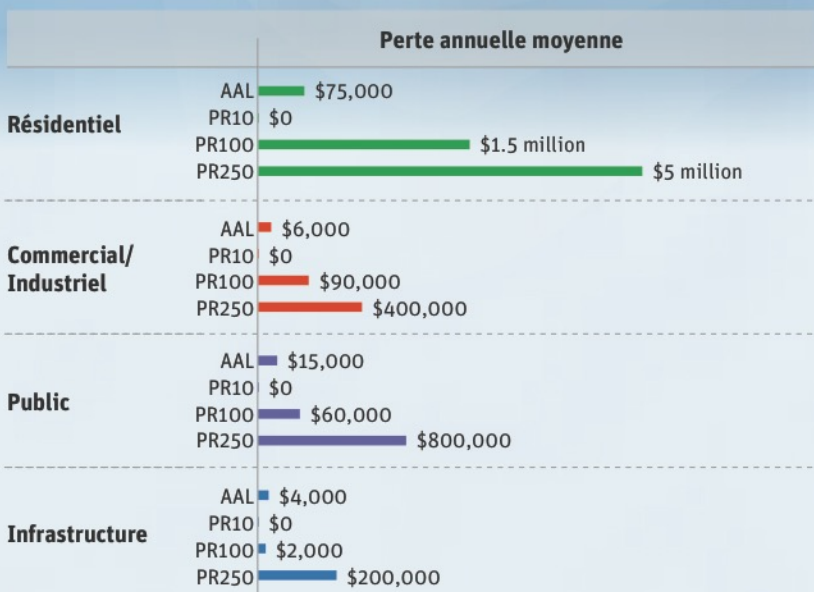 Perte annuelle moyenne
Résidentiel
AAL $75,000
PR10 $0
PR100 $1.5 million
PR250 $5 million
Commercial/
Industriel
AAL $6,000
PR10 $0
PR100 $90,000
PR250 $400,000
Public
AAL $15,000
PR10 $0
PR100 $60,000
PR250 $800,000
Infrastructure
AAL $4,000
PR10 $0
PR100 $2,000
PR250 $200,000